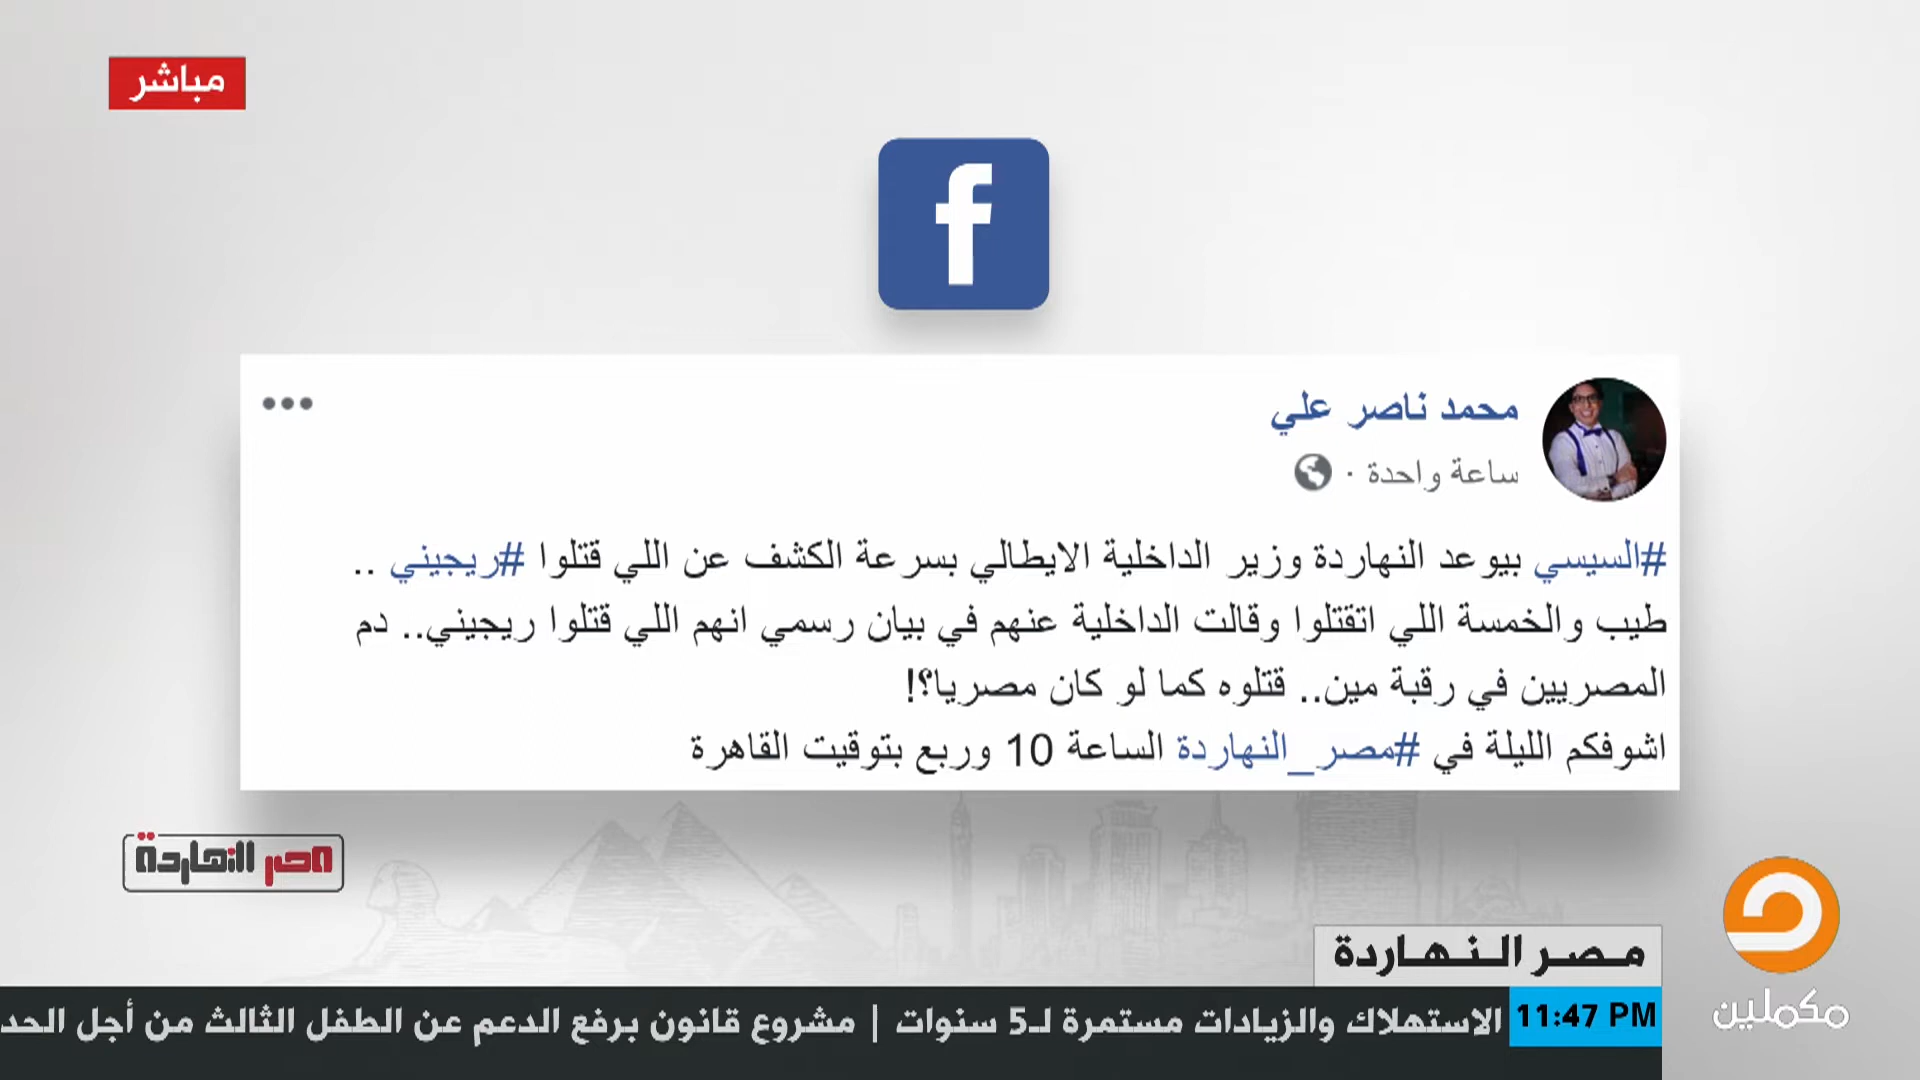 مباشر
f
محمد ناصر علي
ساعة واحدة ·
#السيسي بيوعد النهاردة وزير الداخلية الايطالي بسرعة الكشف عن اللي قتلوا #ريجيني ..
طيب والخمسة اللي اتقتلوا وقالت الداخلية عنهم في بيان رسمي انهم اللي قتلوا ريجيني.. دم
المصريين في رقبة مين.. قتلوه كما لو كان مصريا؟!
اشوفكم الليلة في #مصر_النهاردة الساعة 10 وربع بتوقيت القاهرة
مصر النهاردة
مصر النهاردة
مكملين
11:47 PM
الاستهلاك والزيادات مستمرة لـ5 سنوات | مشروع قانون برفع الدعم عن الطفل الثالث من أجل الحد